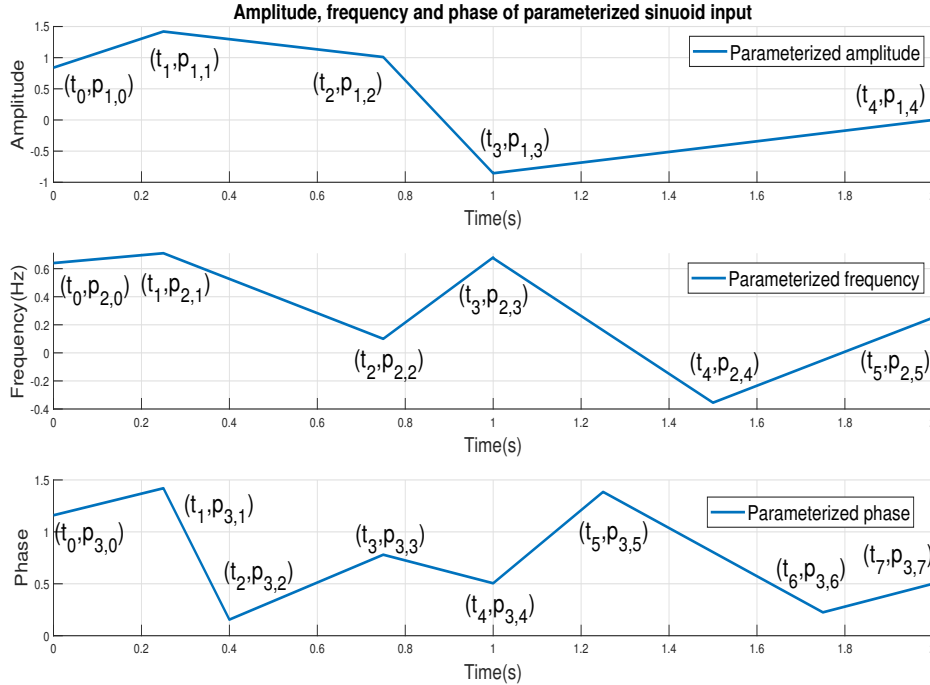 Amplitude, frequency and phase of parameterized sinuoid input
1.5
1
0.5
0
-0.5
-1
Amplitude
Parameterized amplitude
(t0,p1,0)
(t1,p1,1)
(t2,p1,2)
(t3,p1,3)
(t4,p1,4)
0 0.2 0.4 0.6 0.8 1 1.2 1.4 1.6 1.8
Time(s)
0.6
0.4
0.2
0
-0.2
-0.4
Frequency(Hz)
Parameterized frequency
(t0,p2,0)
(t1,p2,1)
(t2,p2,2)
(t3,p2,3)
(t4,p2,4)
(t5,p2,5)
0 0.2 0.4 0.6 0.8 1 1.2 1.4 1.6 1.8
Time(s)
1.5
1
0.5
0
Phase
Parameterized phase
(t0,p3,0)
(t1,p3,1)
(t2,p3,2)
(t3,p3,3)
(t4,p3,4)
(t5,p3,5)
(t6,p3,6)
(t7,p3,7)
0 0.2 0.4 0.6 0.8 1 1.2 1.4 1.6 1.8
Time(s)